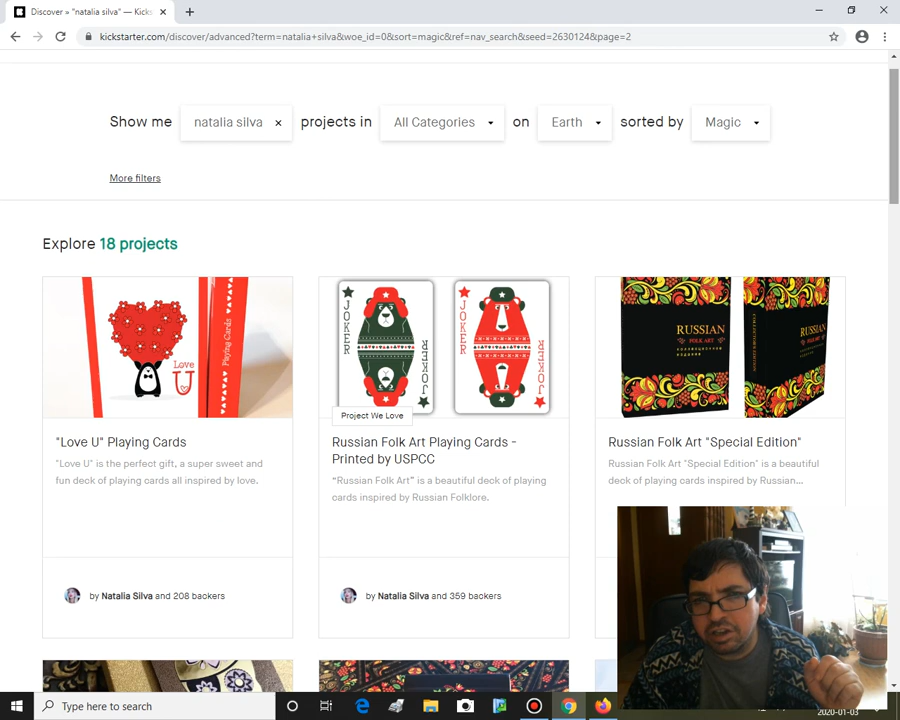 Discover » "natalia silva" — Kicks
kickstarter.com/discover/advanced?term=natalia+silva&woe_id=0&sort=magic&ref=nav_search&seed=2630124&page=2
Show me natalia silva × projects in All Categories on Earth sorted by Magic
More filters
Explore 18 projects
Love
U
Playing Cards
JOKER
JOKER
JOKER
JOKER
RUSSIAN
FOLK ART
RUSSIAN
FOLK ART
Project We Love
"Love U" Playing Cards
"Love U" is the perfect gift, a super sweet and
fun deck of playing cards all inspired by love.
by Natalia Silva and 208 backers
Russian Folk Art Playing Cards -
Printed by USPCC
"Russian Folk Art" is a beautiful deck of playing
cards inspired by Russian Folklore.
by Natalia Silva and 359 backers
Russian Folk Art "Special Edition"
Russian Folk Art "Special Edition" is a beautiful
deck of playing cards inspired by Russian...
Type here to search
2020-01-03